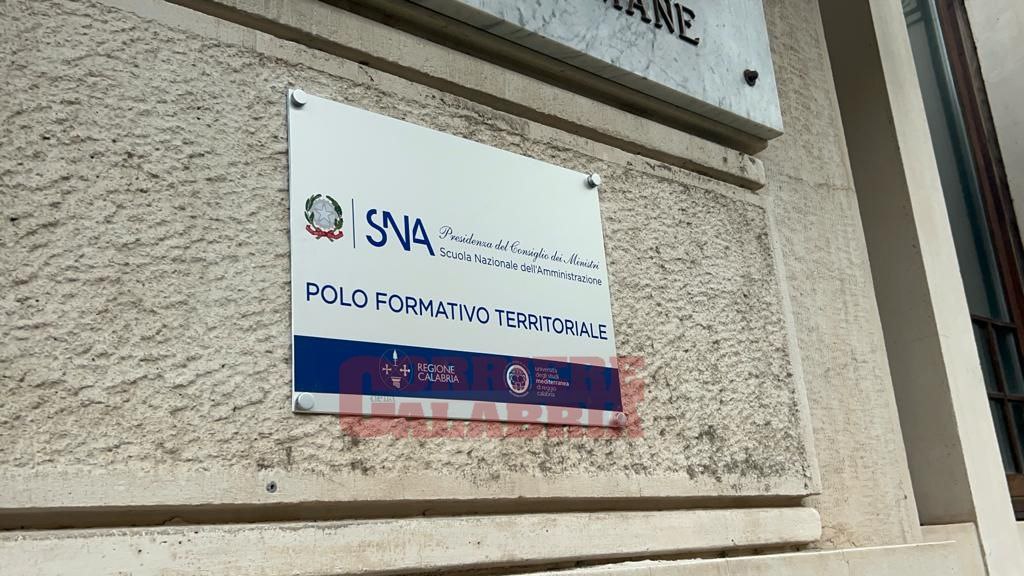 MANE
SNA
Presidenza del Consiglio dei Ministri
Scuola Nazionale dell'Amministrazione
POLO FORMATIVO TERRITORIALE
REGIONE
CALABRIA
università
degli studi
mediterranea
di reggio
calabria
CORRIERE
CALABRIA